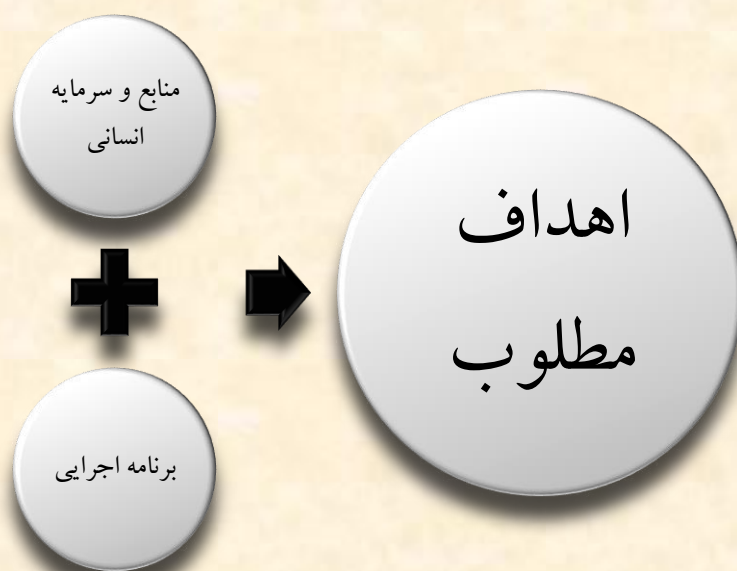 منابع و سرمایه
انسانی
برنامه اجرایی
اهداف
مطلوب